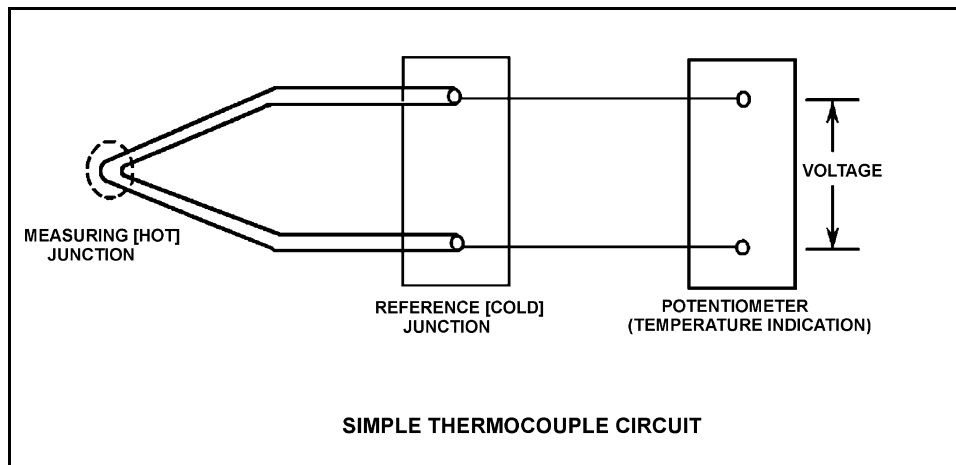 VOLTAGE
MEASURING [HOT]
JUNCTION
REFERENCE [COLD]
JUNCTION
POTENTIOMETER
(TEMPERATURE INDICATION)
SIMPLE THERMOCOUPLE CIRCUIT